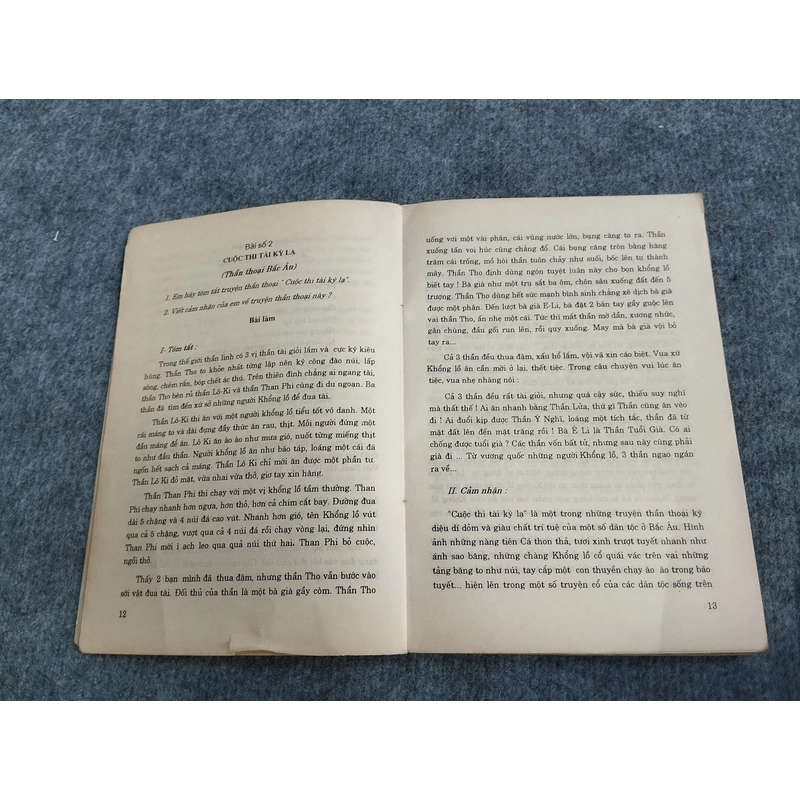 Bài số 2
CUỘC THI TÀI KỲ LẠ
(Thần thoại Bắc Âu)
1. Em hãy tóm tắt truyện thần thoại " Cuộc thi tài kỳ lạ".
2. Viết cảm nhận của em về truyện thần thoại này ?
Bài làm
I- Tóm tắt :
Trong thế giới thần linh có 3 vị thần tài giỏi lắm và cực kỳ kiêu
hùng. Thần Tho to khỏe nhất từng lập nên kỳ công đào núi, lấp
sông, chém rắn, bóp chết ác thú. Trên thiên đình chẳng ai ngang tài,
thần Tho bèn rủ thần Lô-Ki và thần Than Phi cùng đi du ngoạn. Ba
thần đã tìm đến xứ sở những người Khổng lồ để đua tài.
Thần Lô-Ki thi ăn với một người khổng lồ tiểu tốt vô danh. Một
cái máng to và dài đựng đầy thức ăn rau, thịt. Mỗi người đứng một
đầu máng để ăn. Lô Ki ăn ào ào như mưa gió, nuốt từng miếng thịt
to như đầu thần. Người khổng lồ ăn như bão táp, loáng một cái đã
ngốn hết sạch cả máng. Thần Lô Ki chỉ mới ăn được một phần tư.
Thần Lô Ki đỏ mặt, vừa nhai vừa thở, giơ tay xin hàng.
Thần Than Phi thi chạy với một vị khổng lồ tầm thường. Than
Phi chạy nhanh hơn ngựa, hơn thỏ, hơn cả chim cắt bay. Đường đua
dài 5 chặng và 4 núi đá cao vút. Nhanh hơn gió, tên Khổng lồ vút
qua cả 5 chặng, vượt qua cả 4 núi đá rồi chạy vòng lại, đứng nhìn
Than Phi mới ì ạch leo qua quả núi thứ hai. Than Phi bỏ cuộc,
ngồi thở.
Thấy 2 bạn mình đã thua đậm, nhưng thần Tho vẫn bước vào
sới vật đua tài. Đối thủ của thần là một bà già gầy còm. Thần Tho
12
uống với một vài phân, cái vũng nước lớn, bụng càng to ra. Thần
xuống tấn voi húc cũng chẳng đổ. Cái bụng căng tròn bằng hàng
trăm cái trống, mồ hôi thần tuôn chảy như suối, bốc lên tụ thành
mây. Thần Tho định dùng ngón tuyệt luân này cho bọn khổng lồ
biết tay ! Bà già như một trụ sắt ba ôm, chôn sâu xuống đất đến 5
trượng. Thần Tho dùng hết sức mạnh bình sinh chẳng xê dịch bà già
được một phân. Đến lượt bà già Ê-Li, bà đặt 2 bàn tay gầy guộc lên
vai thần Tho, ấn nhẹ một cái: Tức thì mắt thần mờ dần, xương nhức,
gân chùng, đầu gối run lên, rồi quỵ xuống. May mà bà già vội bỏ
tay ra...
Cả 3 thần đều thua đậm, xấu hổ lắm, vội vã xin cáo biệt. Vua xứ
Khổng lồ ân cần mời ở lại, thết tiệc. Trong câu chuyện vui lúc ăn
tiệc, vua nhẹ nhàng nói :
Cả 3 thần đều rất tài giỏi, nhưng quá cậy sức, thiếu suy nghĩ
mà thất thế ! Ai ăn nhanh bằng Thần Lửa, thứ gì Thần cũng ăn vèo
đi ! Ai đuổi kịp được Thần Ý Nghĩ, loáng một tích tắc, thần đã từ
mặt đất lên đến mặt trăng rồi ! Bà Ê Li là Thần Tuổi Già. Có ai
chống được tuổi già ? Các thần vốn bất tử, nhưng sau này cũng phải
già đi ... Từ vương quốc những người Khổng lồ, 3 thần ngao ngán
ra về...
II. Cảm nhận :
"Cuộc thi tài kỳ lạ" là một trong những truyện thần thoại kỳ
diệu dí dỏm và giàu chất trí tuệ của một số dân tộc ở Bắc Âu. Hình
ảnh những nàng tiên Cá thon thả, tươi xinh trượt tuyết nhanh như
ánh sao băng, những chàng Khổng lồ cổ quái vác trên vai những
tảng băng to như núi, tay cắp một con thuyền chạy ào ào trong bão
tuyết... hiện lên trong một số truyện cổ của các dân tộc sống trên
13